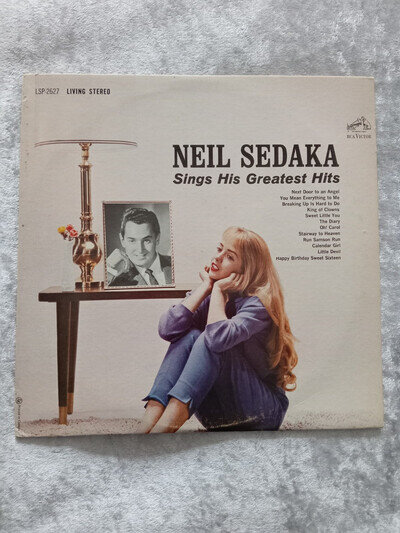 LSP-2627 LIVING STEREO
RCA VICTOR
NEIL SEDAKA
Sings His Greatest Hits
Next Door to an Angel
You Mean Everything to Me
Breaking Up Is Hard to Do
King of Clowns
Sweet Little You
The Diary
Oh! Carol
Stairway to Heaven
Run Samson Run
Calendar Girl
Little Devil
Happy Birthday Sweet Sixteen